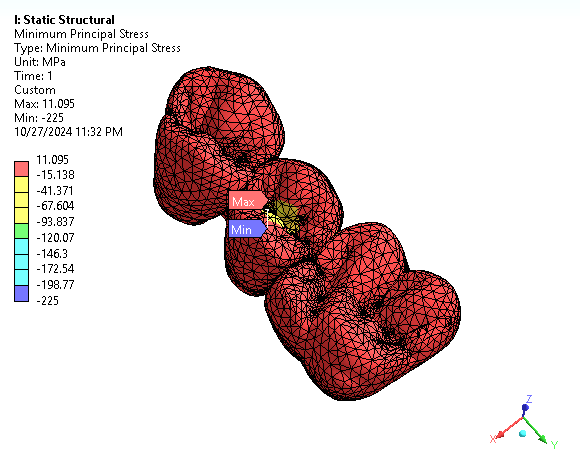 I: Static Structural
Minimum Principal Stress
Type: Minimum Principal Stress
Unit: MPa
Time: 1
Custom
Max: 11.095
Min: -225
10/27/2024 11:32 PM
11.095
-15.138
-41.371
-67.604
-93.837
-120.07
-146.3
-172.54
-198.77
-225
Max
Min
Z
X
Y